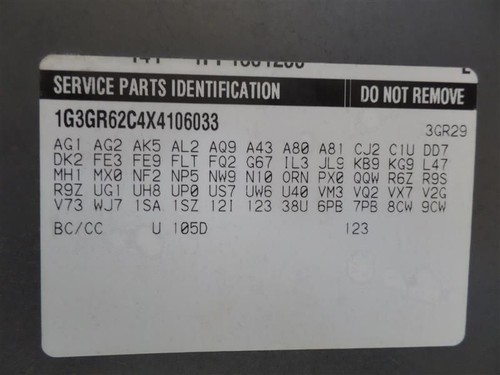 SERVICE PARTS IDENTIFICATION DO NOT REMOVE
1G3GR62C4X4106033 3GR29
AG1 AG2 AK5 AL2 AQ9 A43 A80 A81 CJ2 C1U DD7
DK2 FE3 FE9 FLT FQ2 G67 IL3 JL9 KB9 KG9 L47
MH1 MX0 NF2 NP5 NW9 N10 ORN PX0 QQW R6Z R9S
R9Z UG1 UH8 UP0 US7 UW6 U40 VM3 VQ2 VX7 V2G
V73 WJ7 1SA 1SZ 12I 123 38U 6PB 7PB 8CW 9CW
BC/CC U 105D 123